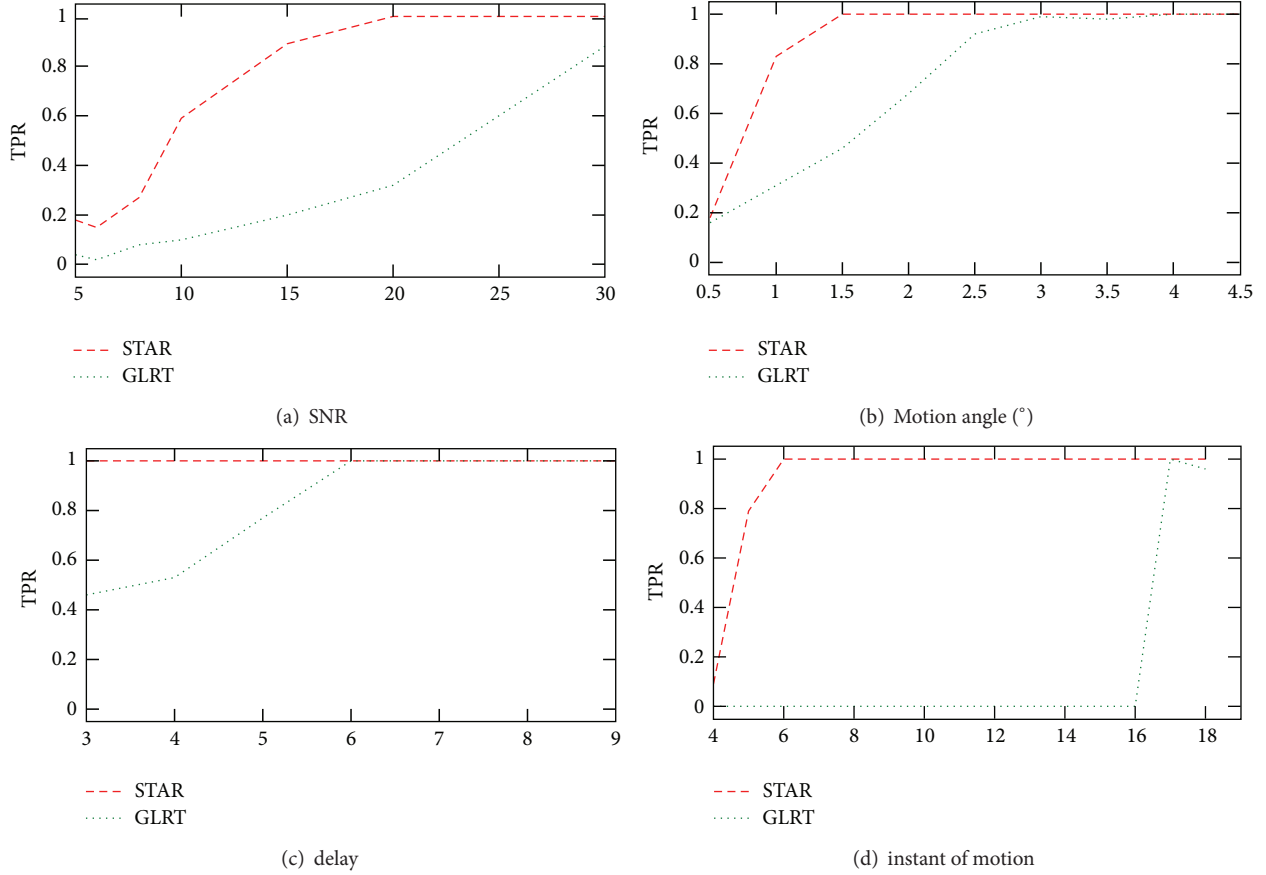 1
0.8
0.6
0.4
0.2
0
TPR
5 10 15 20 25 30
STAR
GLRT
(a) SNR
1
0.8
0.6
0.4
0.2
0
TPR
0.5 1 1.5 2 2.5 3 3.5 4 4.5
STAR
GLRT
(b) Motion angle (°)
1
0.8
0.6
0.4
0.2
0
TPR
3 4 5 6 7 8 9
STAR
GLRT
(c) delay
1
0.8
0.6
0.4
0.2
0
TPR
4 6 8 10 12 14 16 18
STAR
GLRT
(d) instant of motion